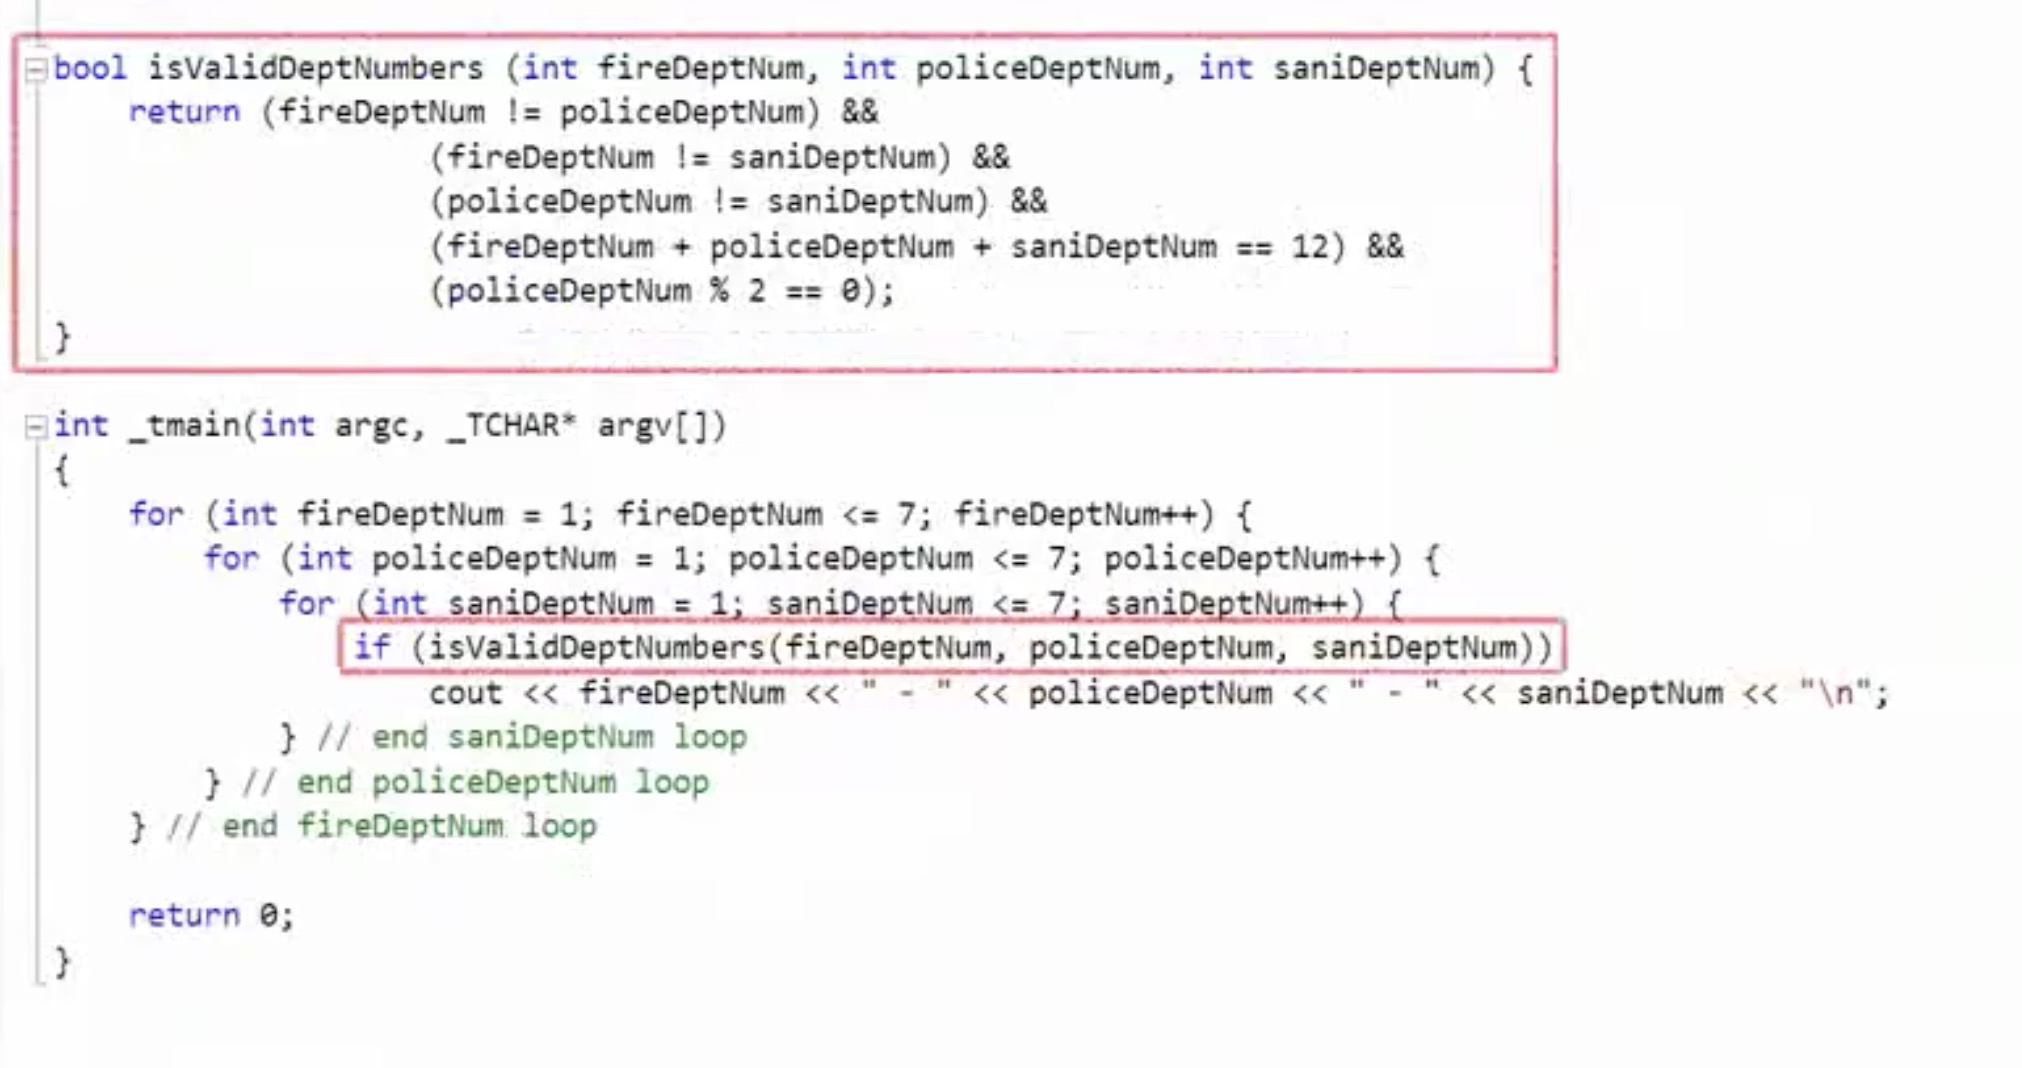 bool isValidDeptNumbers (int fireDeptNum, int policeDeptNum, int saniDeptNum) {
return (fireDeptNum != policeDeptNum) &&
(fireDeptNum != saniDeptNum) &&
(policeDeptNum != saniDeptNum) &&
(fireDeptNum + policeDeptNum + saniDeptNum == 12) &&
(policeDeptNum % 2 == 0);
}
int _tmain(int argc, _TCHAR* argv[])
{
for (int fireDeptNum = 1; fireDeptNum <= 7; fireDeptNum++) {
for (int policeDeptNum = 1; policeDeptNum <= 7; policeDeptNum++) {
for (int saniDeptNum = 1; saniDeptNum <= 7; saniDeptNum++) {
if (isValidDeptNumbers(fireDeptNum, policeDeptNum, saniDeptNum))
cout << fireDeptNum << " - " << policeDeptNum << " - " << saniDeptNum << "\n";
} // end saniDeptNum loop
} // end policeDeptNum loop
} // end fireDeptNum loop
return 0;
}